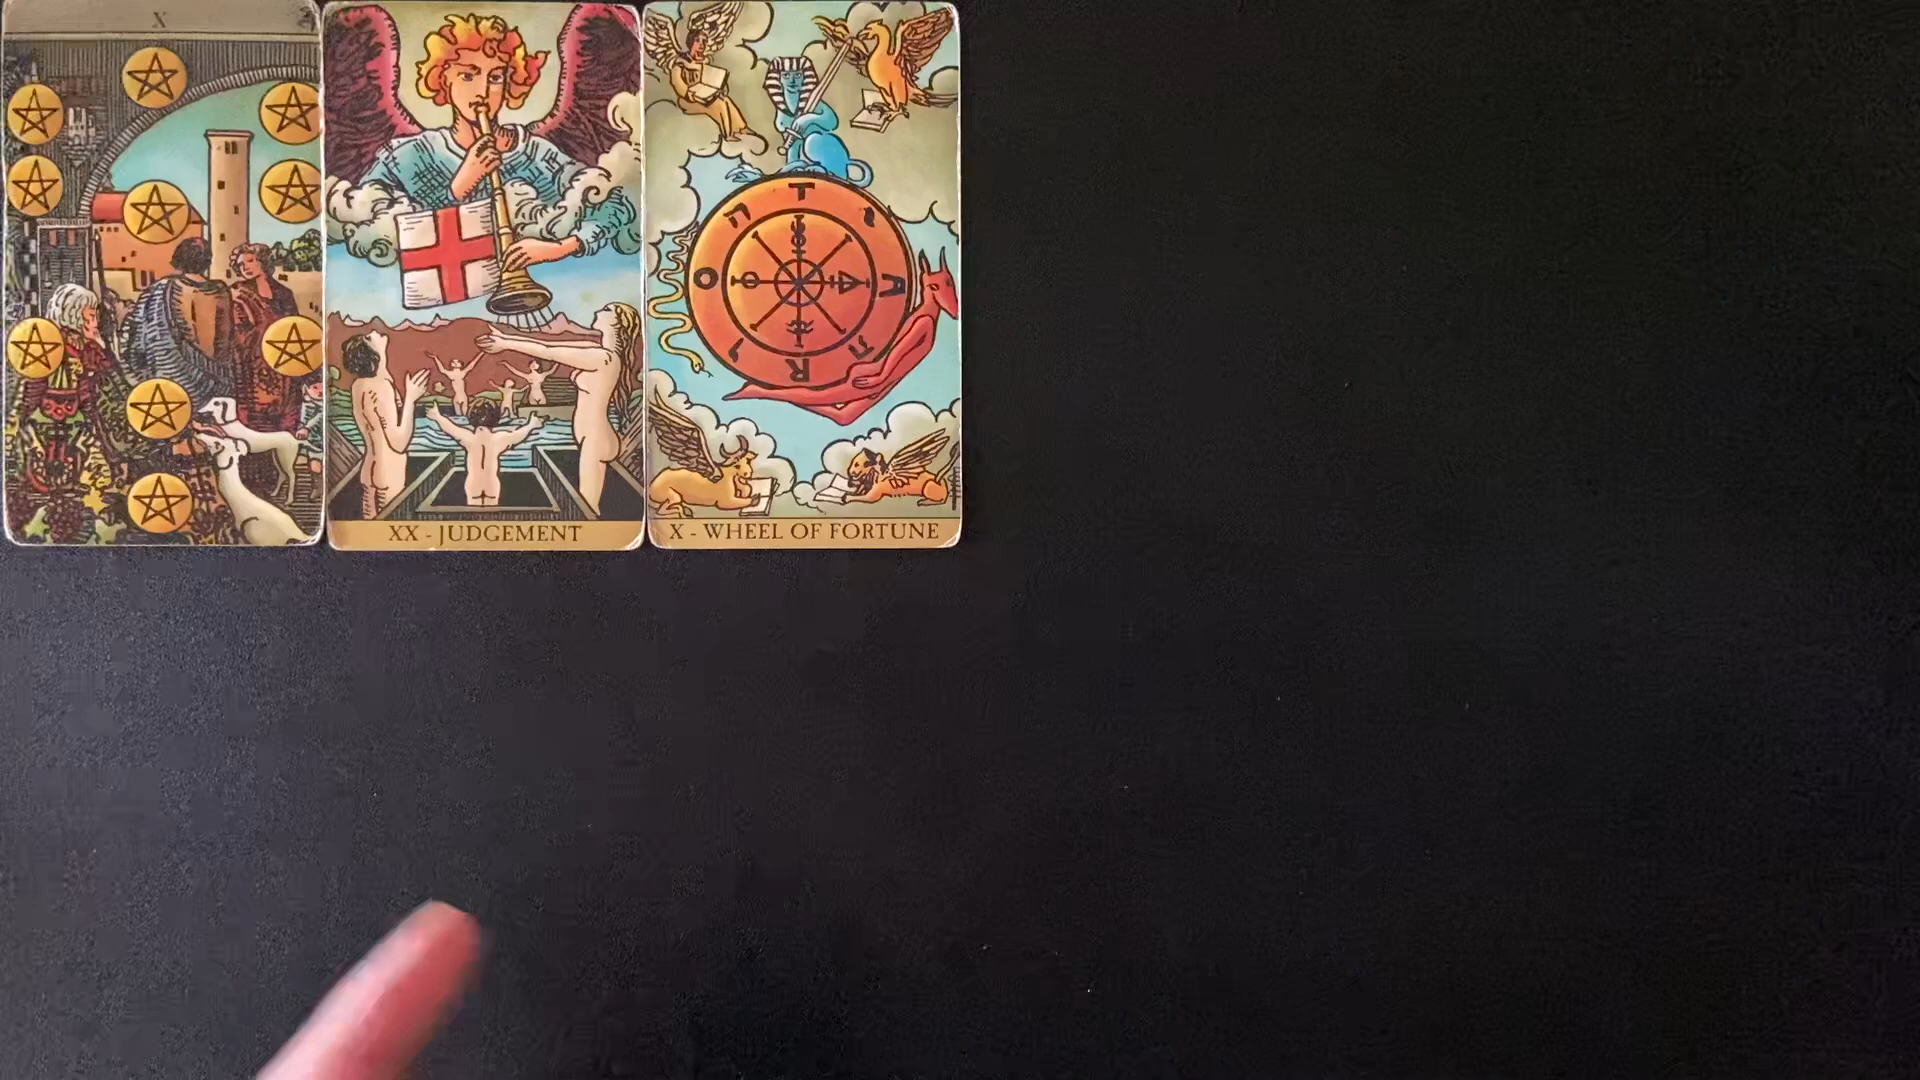 X
XX - JUDGEMENT
X - WHEEL OF FORTUNE
T
A
R
O
ה
י
ו